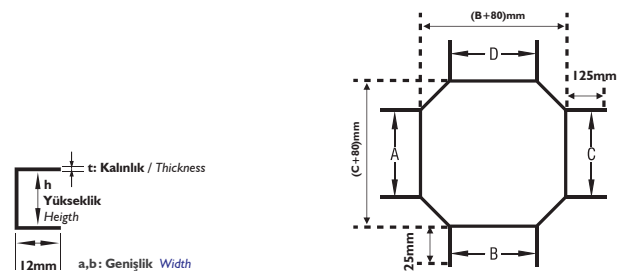 (B+80)mm
D
125mm
(C+80)mm
A
C
B
25mm
t: Kalınlık / Thickness
h
Yükseklik
Heigth
12mm
a,b: Genişlik Width